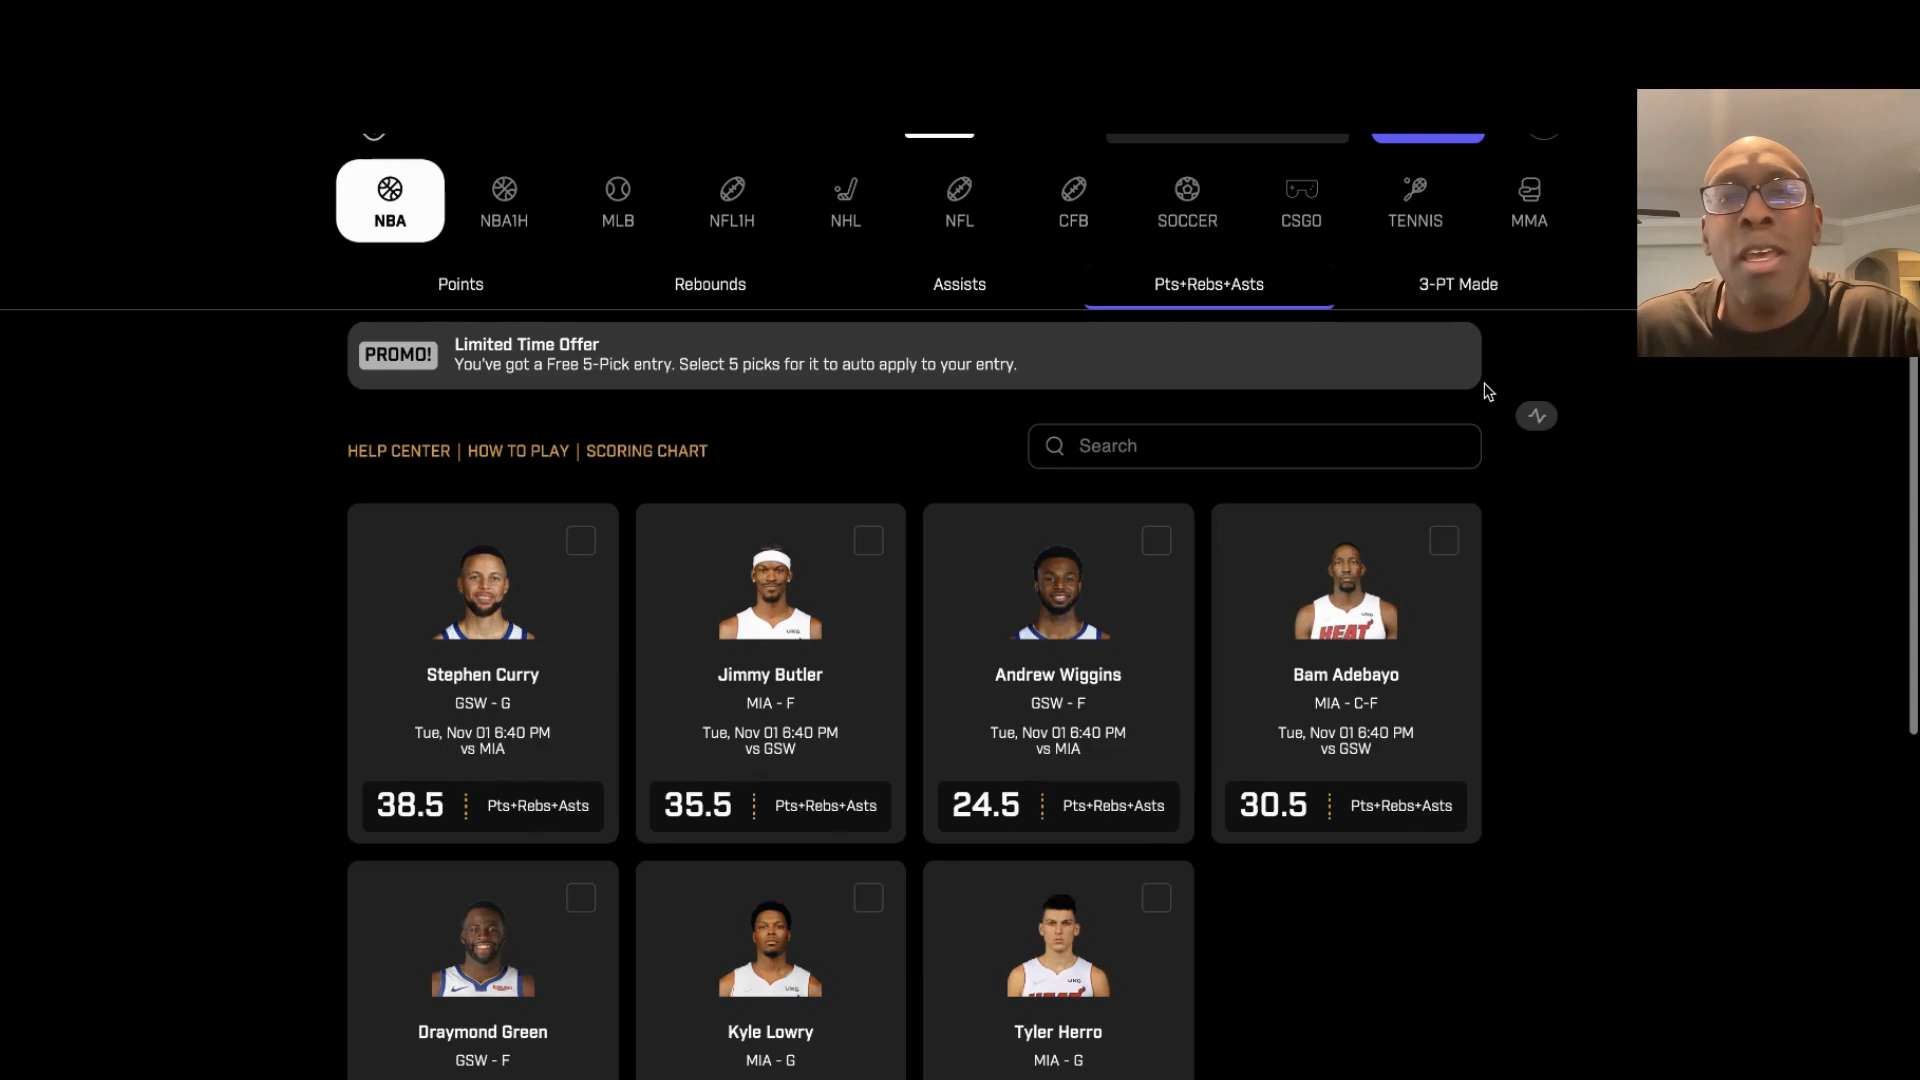 NBA
NBA1H
MLB
NFL1H
NHL
NFL
CFB
SOCCER
CSGO
TENNIS
MMA
Points
Rebounds
Assists
Pts+Rebs+Asts
3-PT Made
PROMO!
Limited Time Offer
You've got a Free 5-Pick entry. Select 5 picks for it to auto apply to your entry.
HELP CENTER | HOW TO PLAY | SCORING CHART
Search
Stephen Curry
GSW - G
Tue, Nov 01 6:40 PM
vs MIA
38.5 Pts+Rebs+Asts
Jimmy Butler
MIA - F
Tue, Nov 01 6:40 PM
vs GSW
35.5 Pts+Rebs+Asts
Andrew Wiggins
GSW - F
Tue, Nov 01 6:40 PM
vs MIA
24.5 Pts+Rebs+Asts
HEAT
Bam Adebayo
MIA - C-F
Tue, Nov 01 6:40 PM
vs GSW
30.5 Pts+Rebs+Asts
Draymond Green
GSW - F
Kyle Lowry
MIA - G
Tyler Herro
MIA - G